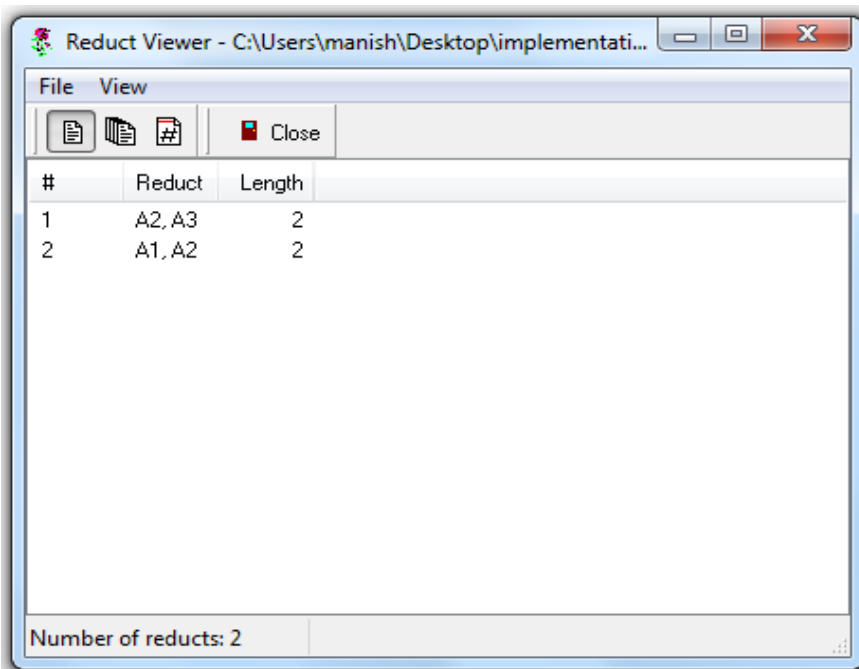 Reduct Viewer - C:\Users\manish\Desktop\implementati...
File View
Close
# Reduct Length
1 A2, A3 2
2 A1, A2 2
Number of reducts: 2